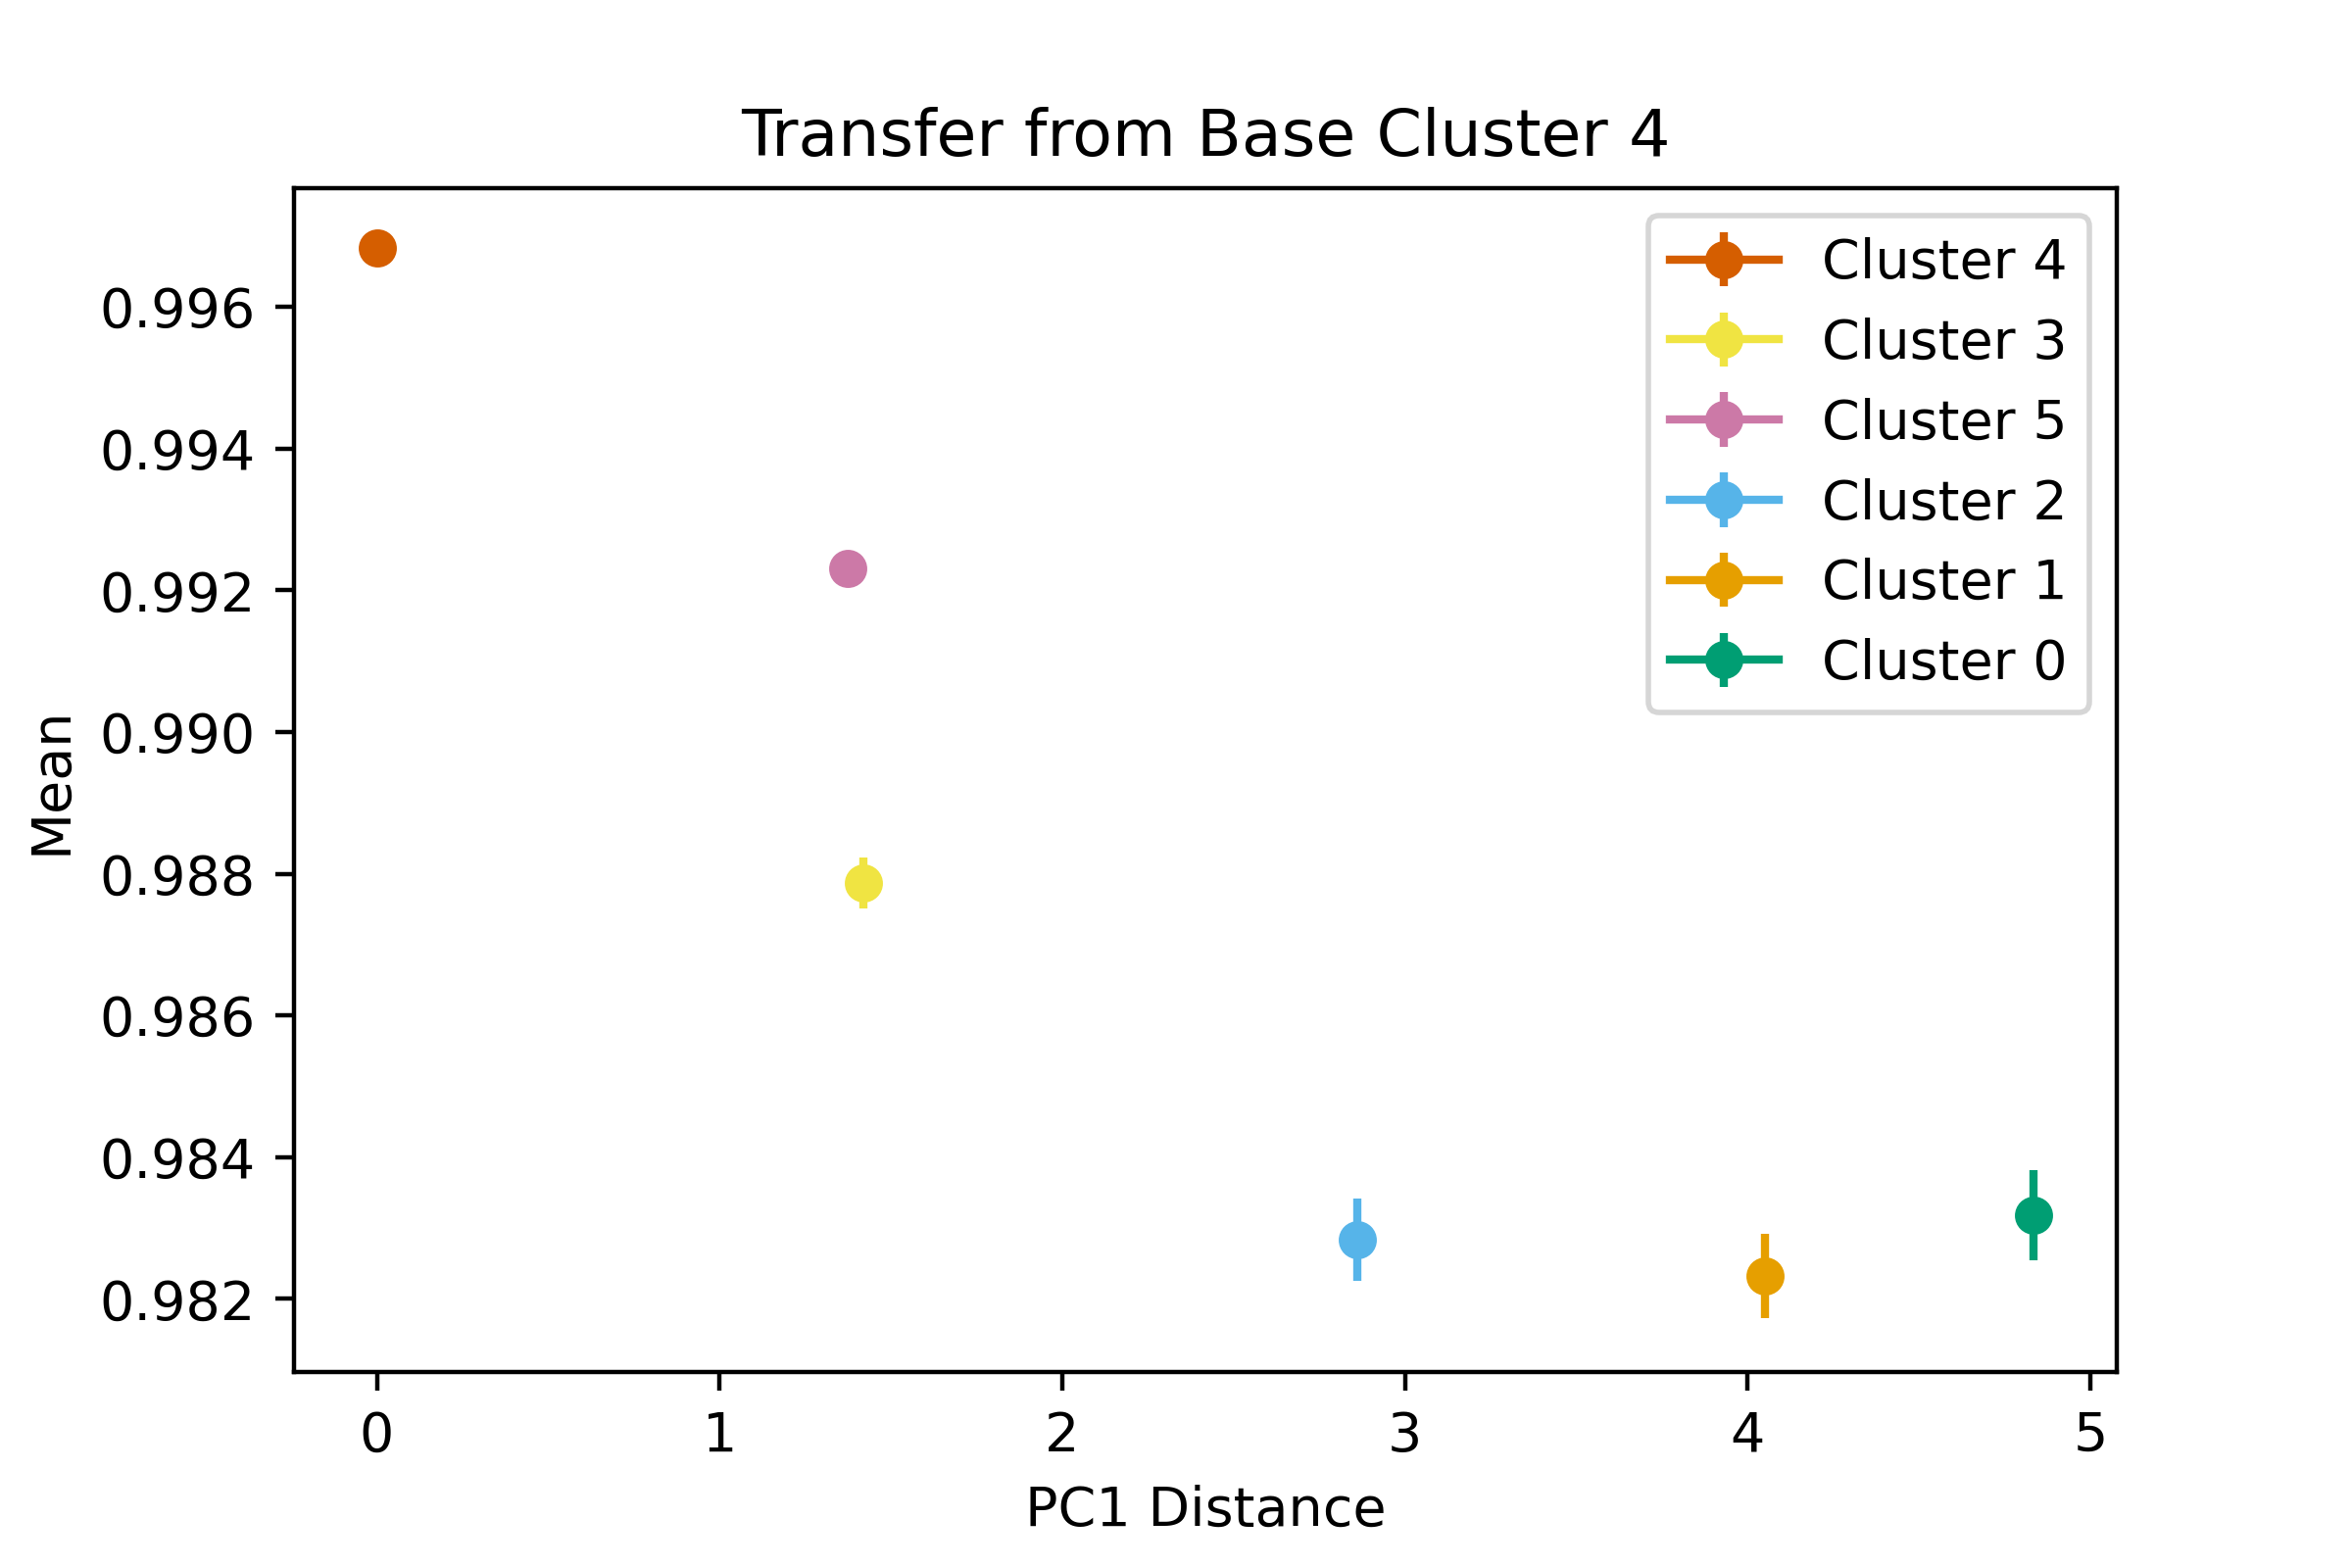 Transfer from Base Cluster 4
Cluster 4
Cluster 3
Cluster 5
Cluster 2
Cluster 1
Cluster 0
Mean
0.996
0.994
0.992
0.990
0.988
0.986
0.984
0.982
0 1 2 3 4 5
PC1 Distance